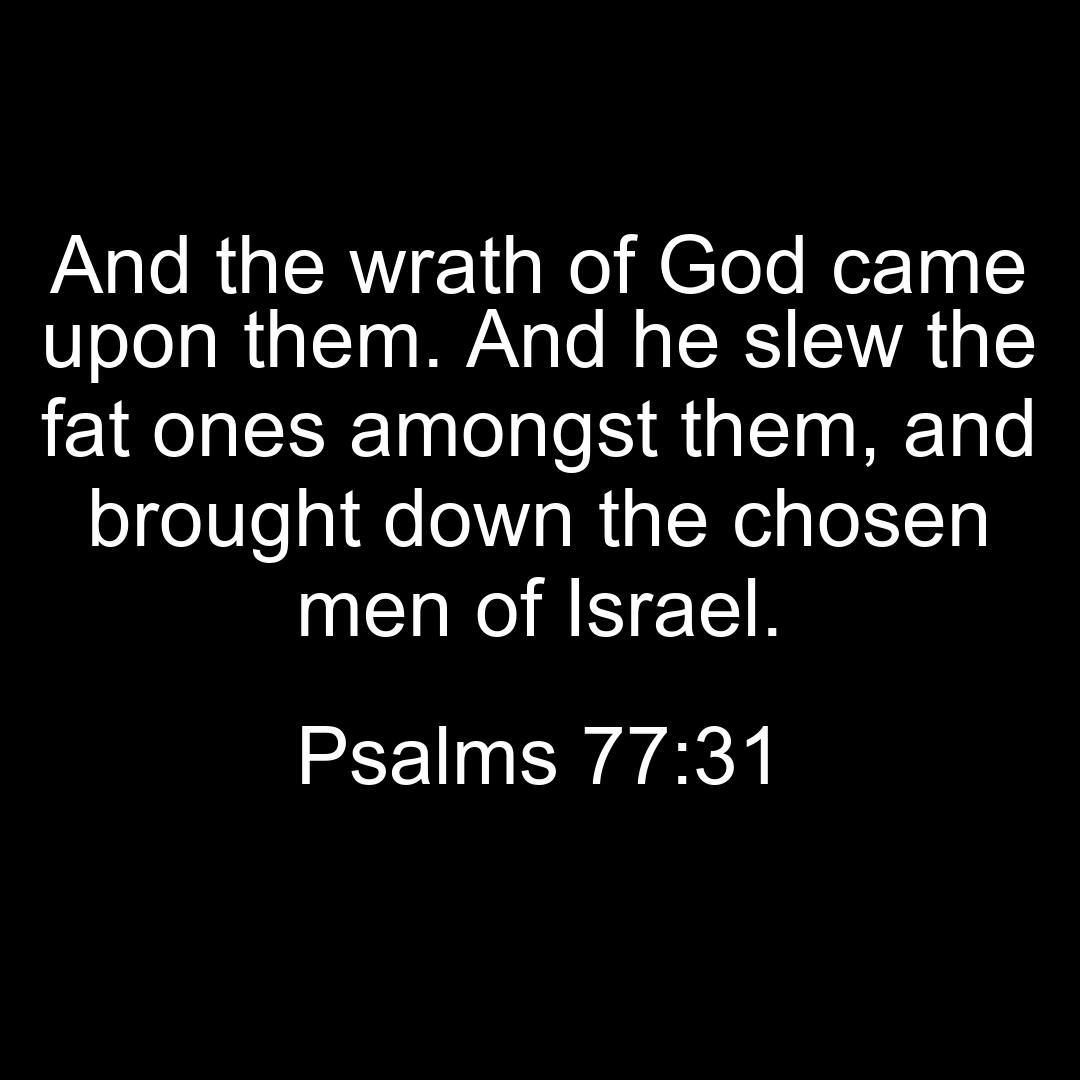 And the wrath of God came
upon them. And he slew the
fat ones amongst them, and
brought down the chosen
men of Israel.
Psalms 77:31